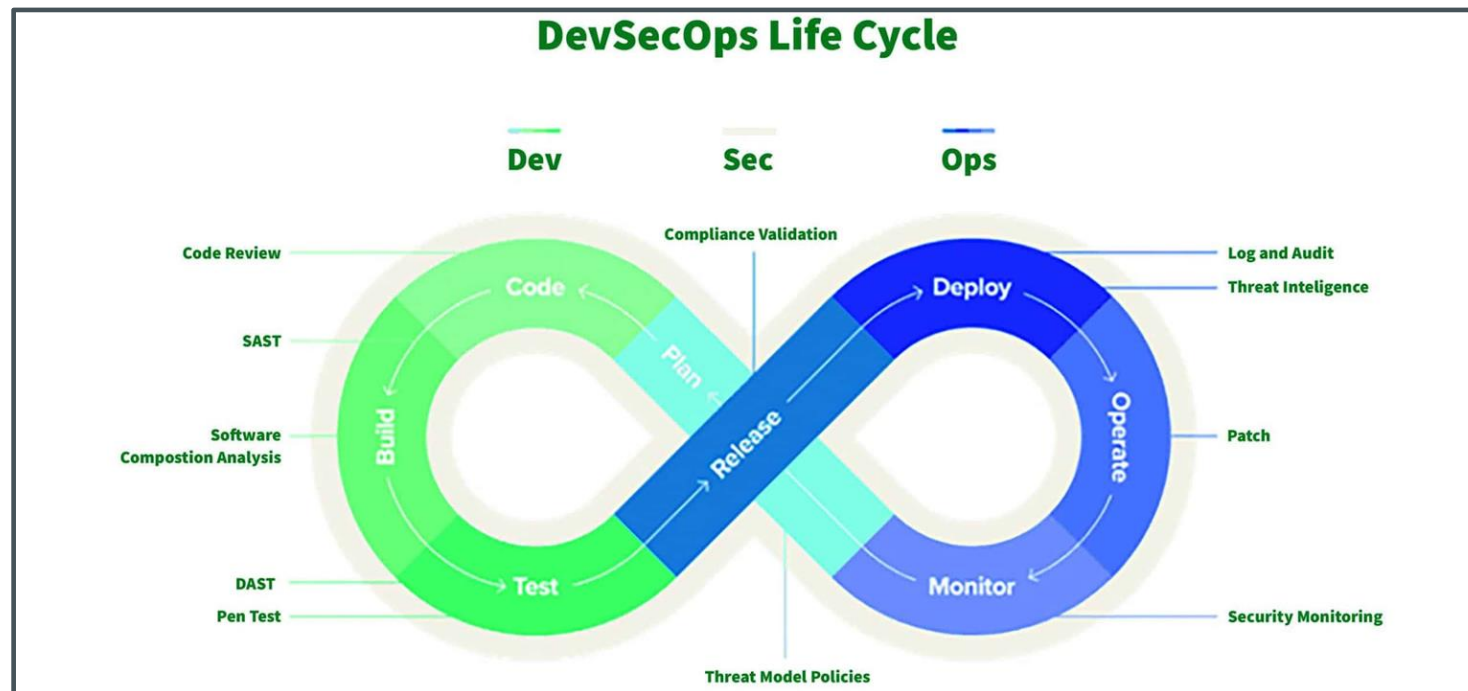 DevSecOps Life Cycle
Dev
Sec
Ops
Compliance Validation
Code Review
Log and Audit
Code
Deploy
Threat Inteligence
SAST
Plan
Build
Release
Operate
Software
Compostion Analysis
Patch
DAST
Test
Monitor
Pen Test
Security Monitoring
Threat Model Policies